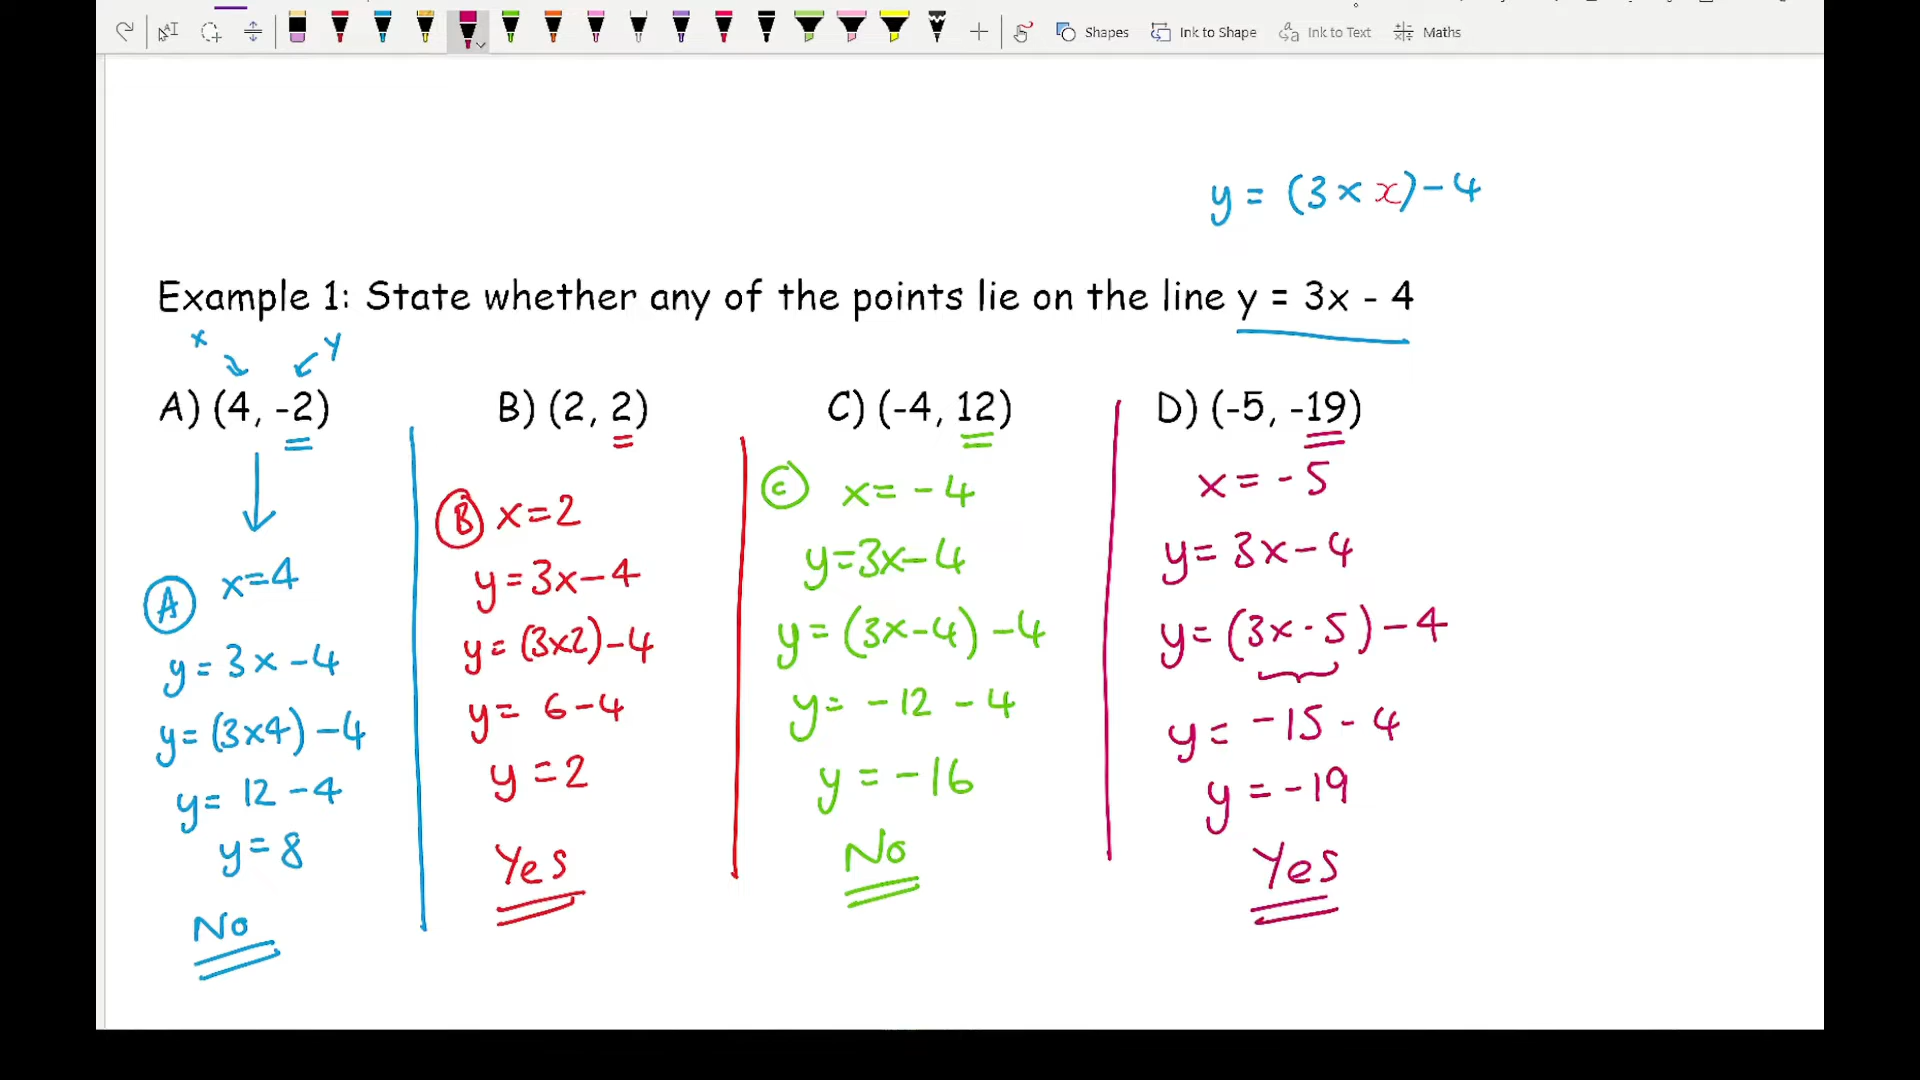 Shapes Ink to Shape Ink to Text Maths
y = (3 x x) - 4
Example 1: State whether any of the points lie on the line y = 3x - 4
x y
A) (4, -2) B) (2, 2) C) (-4, 12) D) (-5, -19)
A x=4
y = 3x - 4
y = (3x4) - 4
y = 12 - 4
y = 8
No
B x=2
y = 3x - 4
y = (3x2) - 4
y = 6 - 4
y = 2
Yes
C x = -4
y = 3x - 4
y = (3x-4) - 4
y = -12 - 4
y = -16
No
x = -5
y = 3x - 4
y = (3x-5) - 4
y = -15 - 4
y = -19
Yes